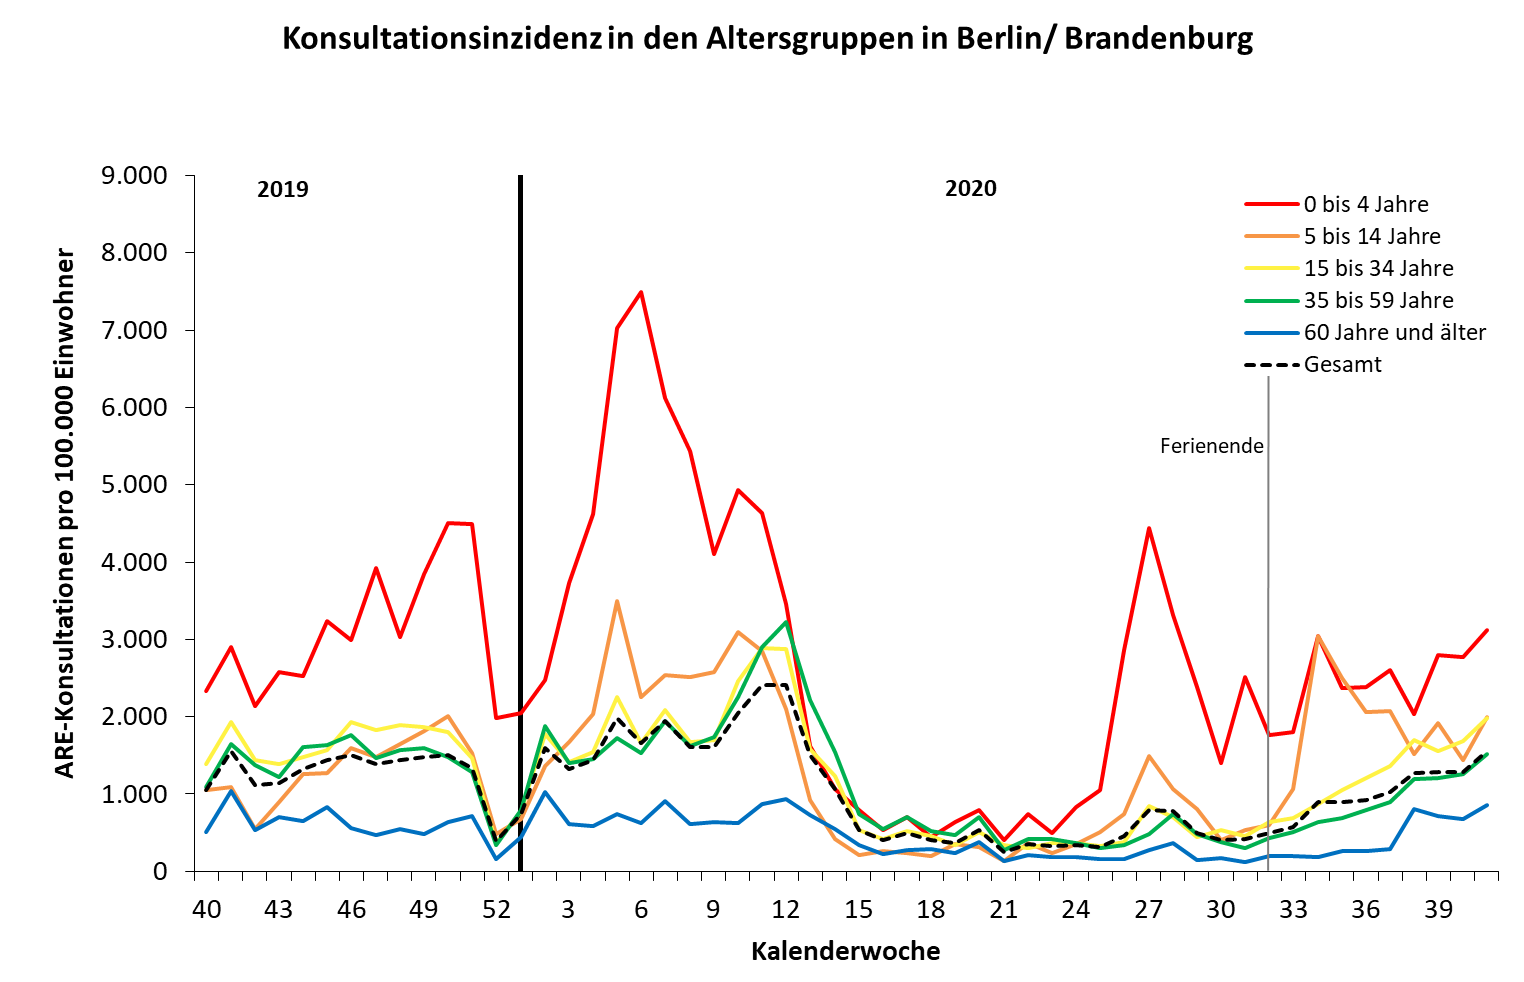 Konsultationsinzidenz in den Altersgruppen in Berlin/ Brandenburg
ARE-Konsultationen pro 100.000 Einwohner
9.000
8.000
7.000
6.000
5.000
4.000
3.000
2.000
1.000
0
2019
2020
0 bis 4 Jahre
5 bis 14 Jahre
15 bis 34 Jahre
35 bis 59 Jahre
60 Jahre und älter
Gesamt
Ferienende
40 43 46 49 52 3 6 9 12 15 18 21 24 27 30 33 36 39
Kalenderwoche